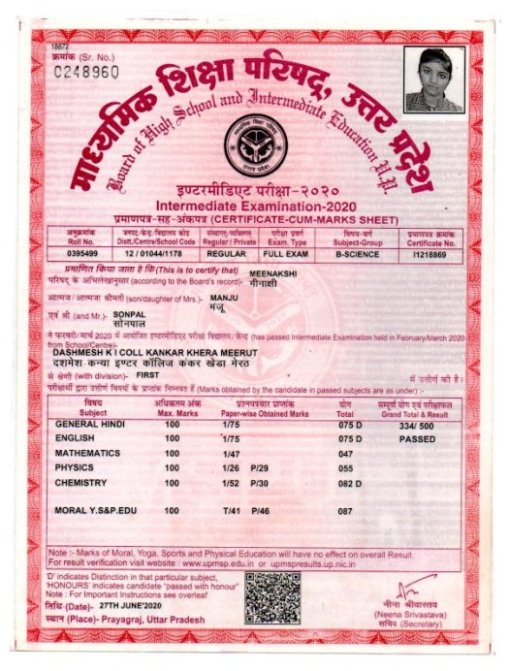 18872
क्रमांक (Sr. No.)
0248960
माध्यमिक शिक्षा परिषद्, उत्तर प्रदेश
Board of High School and Intermediate Education U.P.
इण्टरमीडिएट परीक्षा-२०२०
Intermediate Examination-2020
प्रमाणपत्र-सह-अंकपत्र (CERTIFICATE-CUM-MARKS SHEET)
अनुक्रमांक जनपद/केन्द्र/विद्यालय कोड संस्थागत/व्यक्तिगत परीक्षा प्रकार विषय-वर्ग प्रमाणपत्र क्रमांक
Roll No. Distt./Centre/School Code Regular / Private Exam. Type Subject-Group Certificate No.
0395499 12 / 01044/1178 REGULAR FULL EXAM B-SCIENCE I1218869
प्रमाणित किया जाता है कि (This is to certify that) MEENAKSHI
परिषद् के अभिलेखानुसार (according to the Board's record)- मीनाक्षी
आत्मज / आत्मजा श्रीमती (son/daughter of Mrs.)- MANJU
मंजू
एवं श्री (and Mr.)- SONPAL
सोनपाल
ने फरवरी/मार्च 2020 में आयोजित इण्टरमीडिएट परीक्षा विद्यालय/केन्द्र (has passed Intermediate Examination held in February/March 2020
from School/Centre)-
DASHMESH K I COLL KANKAR KHERA MEERUT
दशमेश कन्या इण्टर कॉलिज कंकर खेडा मेरठ
से श्रेणी (with division)- FIRST में उत्तीर्ण की है।
परीक्षार्थी द्वारा उत्तीर्ण विषयों के प्राप्तांक निम्नवत हैं (Marks obtained by the candidate in passed subjects are as under) :-
विषय अधिकतम अंक प्रश्नपत्रवार प्राप्तांक योग सम्पूर्ण योग एवं परीक्षाफल
Subject Max. Marks Paper-wise Obtained Marks Total Grand Total & Result
GENERAL HINDI 100 1/75 075 D 334/ 500
ENGLISH 100 1/75 075 D PASSED
MATHEMATICS 100 1/47 047
PHYSICS 100 1/26 P/29 055
CHEMISTRY 100 1/52 P/30 082 D
MORAL Y.S&P.EDU 100 T/41 P/46 087
Note :- Marks of Moral, Yoga, Sports and Physical Education will have no effect on overall Result.
For result verification visit website : www.upmsp.edu.in or upmspresults.up.nic.in
'D' indicates Distinction in that particular subject,
'HONOURS' indicates candidate "passed with honour"
Note : For Important Instructions see overleaf
तिथि (Date)- 27TH JUNE'2020
स्थान (Place)- Prayagraj, Uttar Pradesh
नीना श्रीवास्तव
(Neena Srivastava)
सचिव (Secretary)